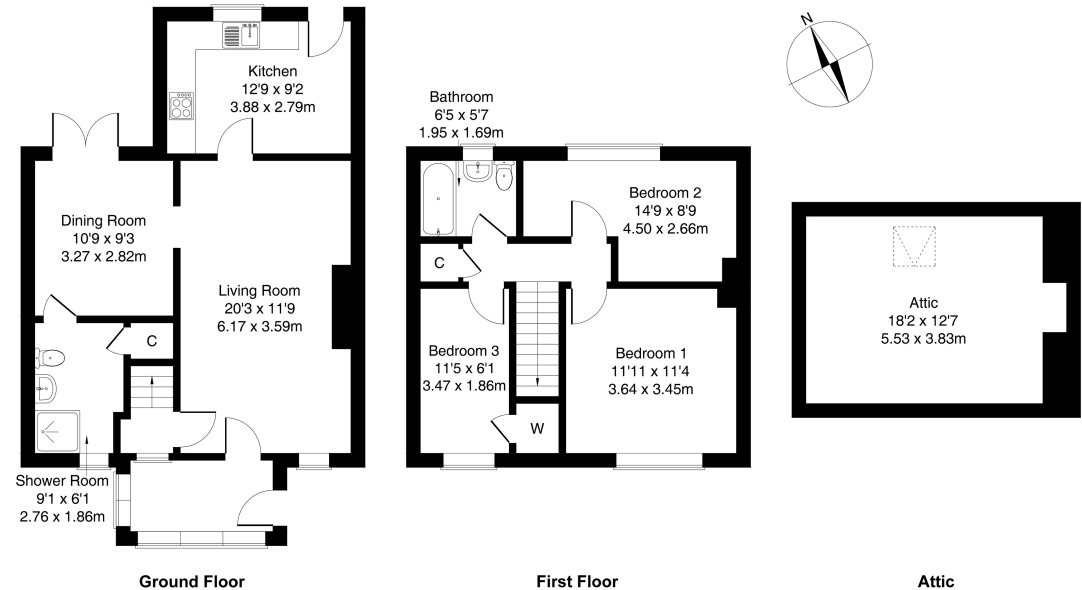 N
Kitchen
12'9 x 9'2
3.88 x 2.79m
Dining Room
10'9 x 9'3
3.27 x 2.82m
Living Room
20'3 x 11'9
6.17 x 3.59m
C
Shower Room
9'1 x 6'1
2.76 x 1.86m
Ground Floor
Bathroom
6'5 x 5'7
1.95 x 1.69m
Bedroom 2
14'9 x 8'9
4.50 x 2.66m
C
Bedroom 3
11'5 x 6'1
3.47 x 1.86m
Bedroom 1
11'11 x 11'4
3.64 x 3.45m
W
First Floor
Attic
18'2 x 12'7
5.53 x 3.83m
Attic